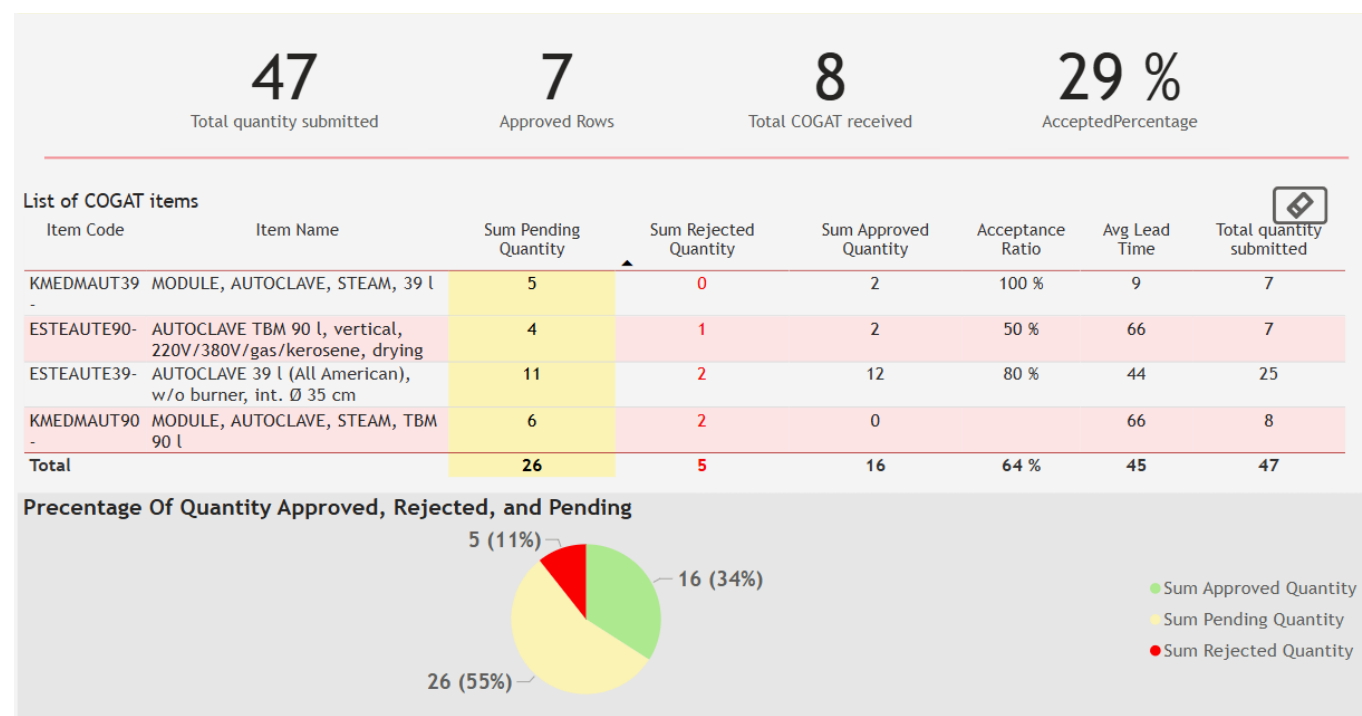 47 7 8 29 %
Total quantity submitted Approved Rows Total COGAT received AcceptedPercentage
List of COGAT items
Item Code Item Name Sum Pending Quantity Sum Rejected Quantity Sum Approved Quantity Acceptance Ratio Avg Lead Time Total quantity submitted
KMEDMAUT39 MODULE, AUTOCLAVE, STEAM, 39 l 5 0 2 100 % 9 7
-
ESTEAUTE90- AUTOCLAVE TBM 90 l, vertical, 4 1 2 50 % 66 7
220V/380V/gas/kerosene, drying
ESTEAUTE39- AUTOCLAVE 39 l (All American), 11 2 12 80 % 44 25
w/o burner, int. Ø 35 cm
KMEDMAUT90 MODULE, AUTOCLAVE, STEAM, TBM 6 2 0 66 8
- 90 l
Total 26 5 16 64 % 45 47
Precentage Of Quantity Approved, Rejected, and Pending
5 (11%)
16 (34%)
26 (55%)
Sum Approved Quantity
Sum Pending Quantity
Sum Rejected Quantity